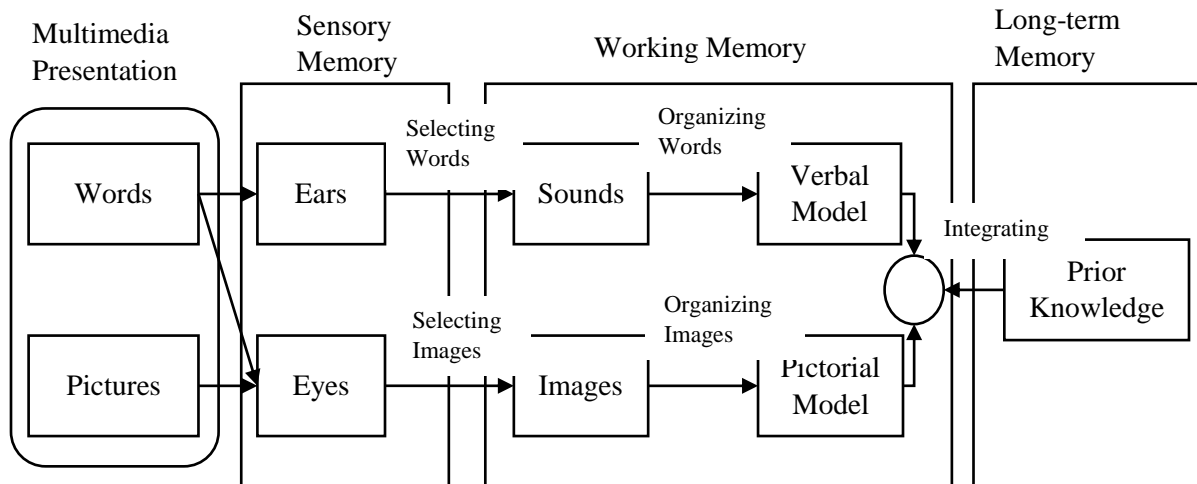 Multimedia
Presentation
Sensory
Memory
Working Memory
Long-term
Memory
Selecting
Words
Organizing
Words
Words
Ears
Sounds
Verbal
Model
Integrating
Prior
Knowledge
Selecting
Images
Organizing
Images
Pictures
Eyes
Images
Pictorial
Model